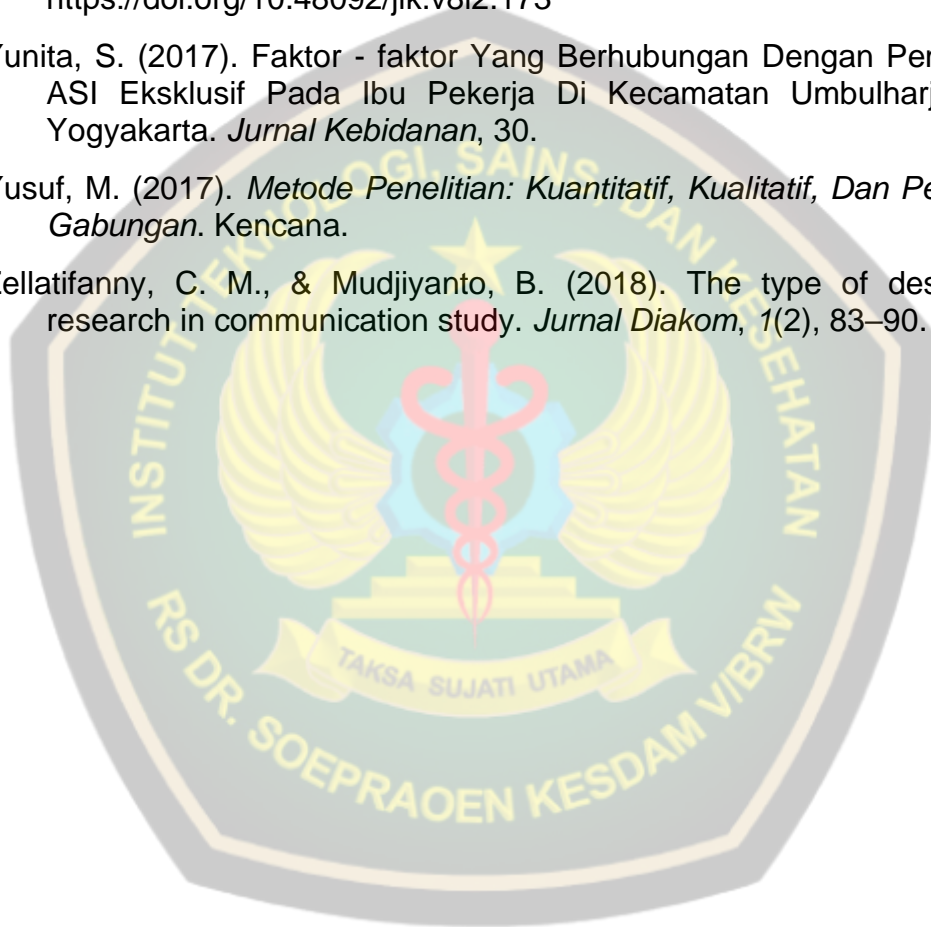 https://doi.org/10.48092/jik.v8i2.173
Yunita, S. (2017). Faktor - faktor Yang Berhubungan Dengan Per
ASI Eksklusif Pada Ibu Pekerja Di Kecamatan Umbulharj
Yogyakarta. Jurnal Kebidanan, 30.
Yusuf, M. (2017). Metode Penelitian: Kuantitatif, Kualitatif, Dan Pe
Gabungan. Kencana.
Zellatifanny, C. M., & Mudjiyanto, B. (2018). The type of des
research in communication study. Jurnal Diakom, 1(2), 83–90.
INSTITUT TEKNOLOGI, SAINS, DAN KESEHATAN
TAKSA SUJATI UTAMA
RS DR. SOEPRAOEN KESDAM V/BRW